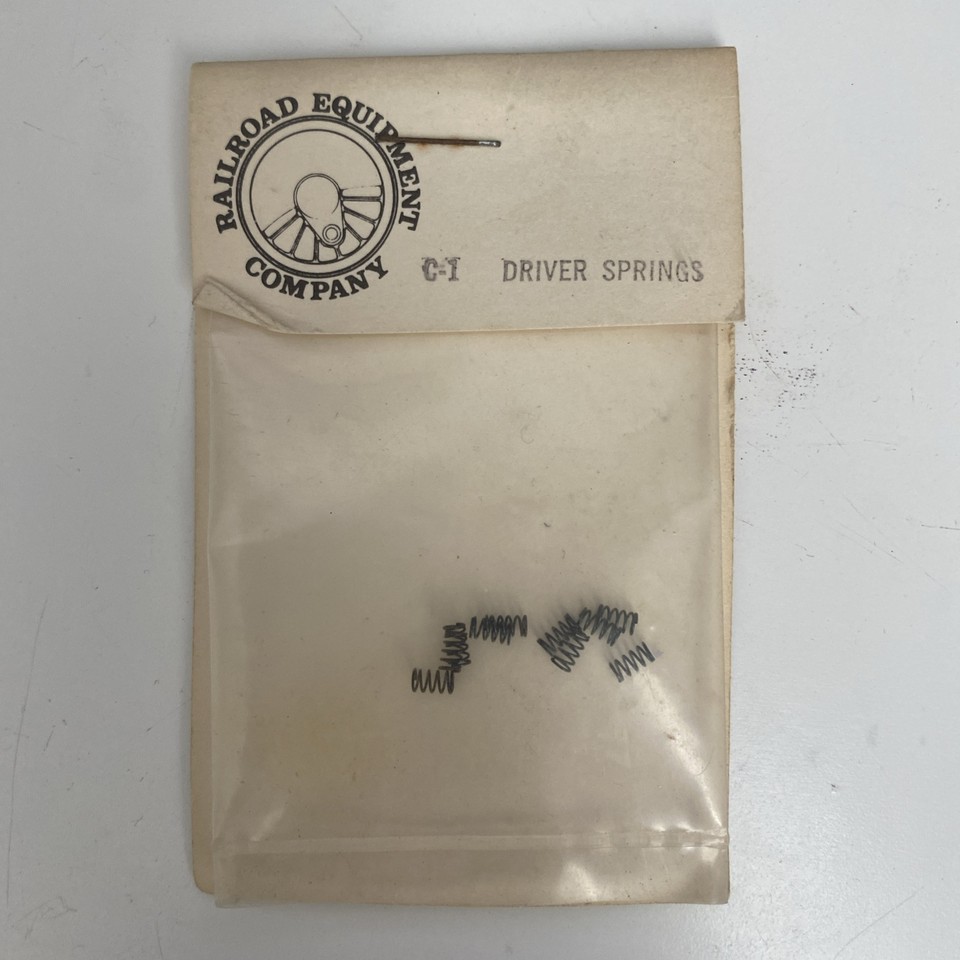 RAILROAD EQUIPMENT
COMPANY
C-1 DRIVER SPRINGS